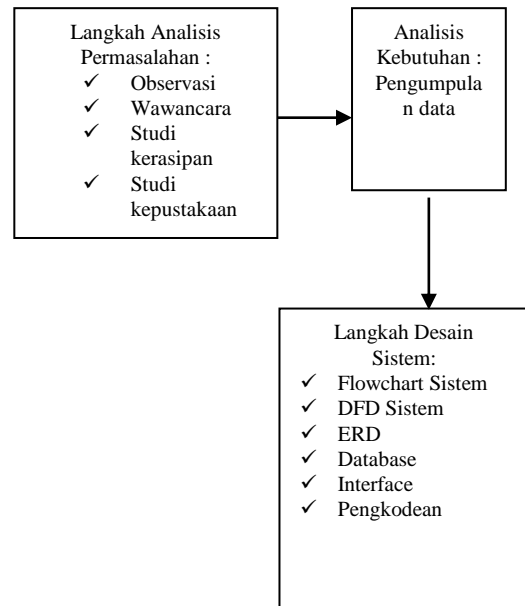 Langkah Analisis
Permasalahan :
✓ Observasi
✓ Wawancara
✓ Studi
kerasipan
✓ Studi
kepustakaan
Analisis
Kebutuhan :
Pengumpula
n data
Langkah Desain
Sistem:
✓ Flowchart Sistem
✓ DFD Sistem
✓ ERD
✓ Database
✓ Interface
✓ Pengkodean